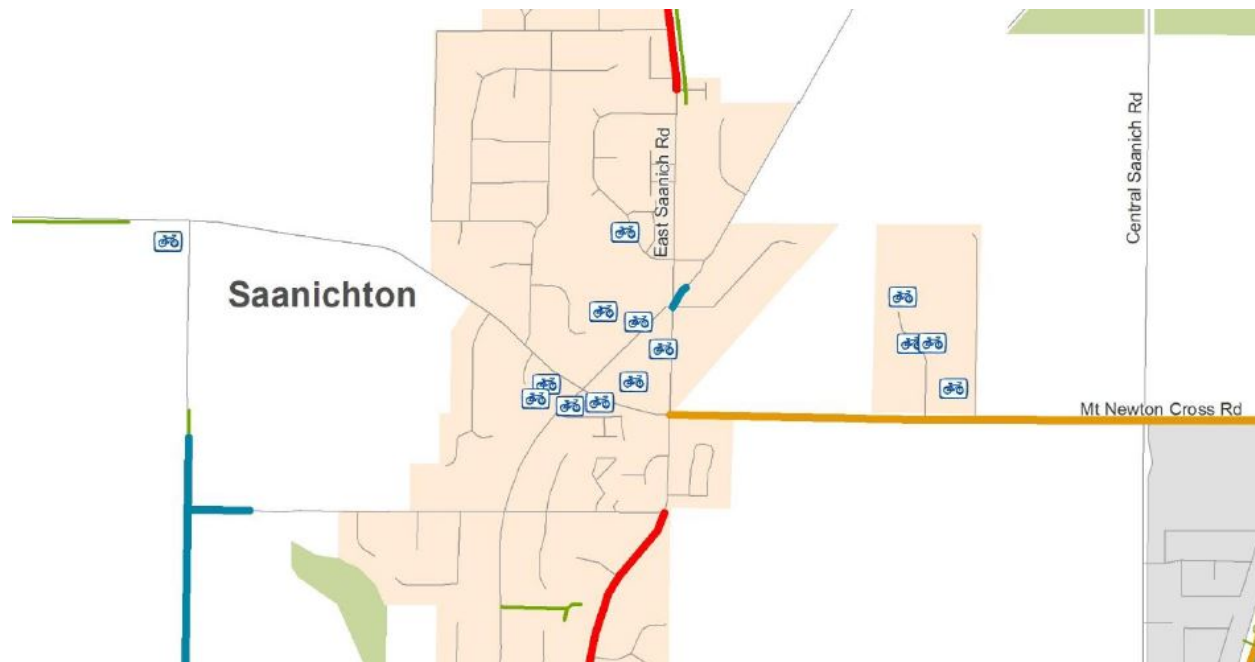 Central Saanich Rd
East Saanich Rd
Saanichton
Mt Newton Cross Rd